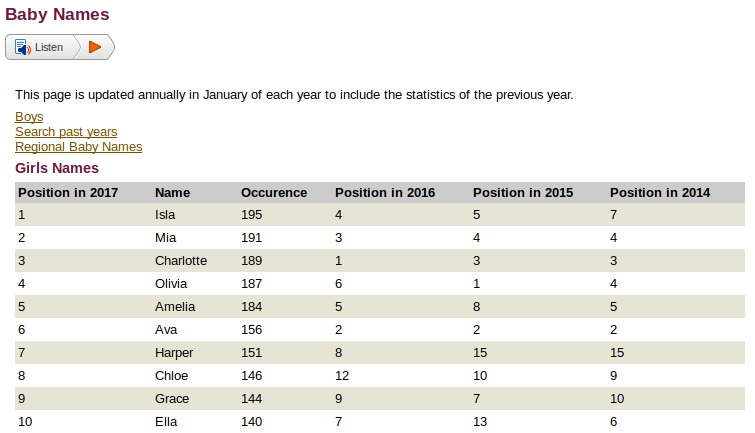 Baby Names
Listen
This page is updated annually in January of each year to include the statistics of the previous year.
Boys
Search past years
Regional Baby Names
Girls Names
Position in 2017 Name Occurence Position in 2016 Position in 2015 Position in 2014
1 Isla 195 4 5 7
2 Mia 191 3 4 4
3 Charlotte 189 1 3 3
4 Olivia 187 6 1 4
5 Amelia 184 5 8 5
6 Ava 156 2 2 2
7 Harper 151 8 15 15
8 Chloe 146 12 10 9
9 Grace 144 9 7 10
10 Ella 140 7 13 6